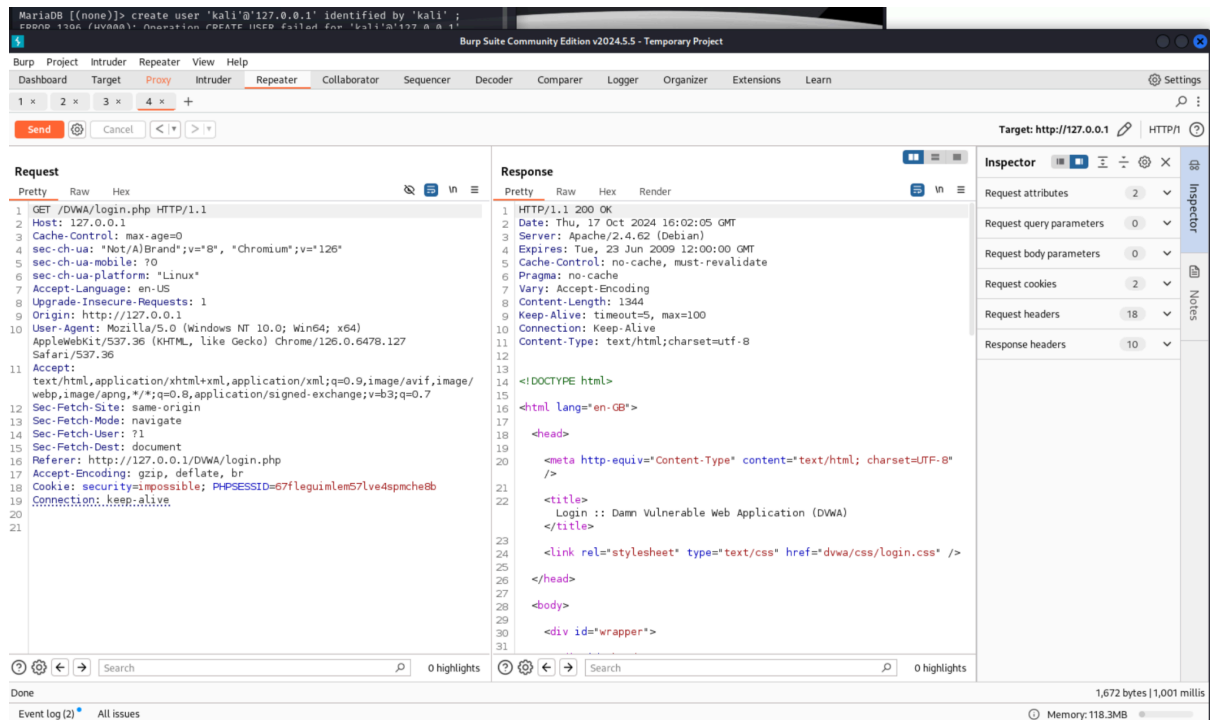 MariaDB [(none)]> create user 'kali'@'127.0.0.1' identified by 'kali' ;
ERROR 1396 (HY000): Operation CREATE USER failed for 'kali'@'127.0.0.1'
Burp Suite Community Edition v2024.5.5 - Temporary Project
Burp Project Intruder Repeater View Help
Dashboard Target Proxy Intruder Repeater Collaborator Sequencer Decoder Comparer Logger Organizer Extensions Learn Settings
1 × 2 × 3 × 4 × +
Send Cancel < > Target: http://127.0.0.1 HTTP/1
Request
Pretty Raw Hex \n
1 GET /DVWA/login.php HTTP/1.1
2 Host: 127.0.0.1
3 Cache-Control: max-age=0
4 sec-ch-ua: "Not/A)Brand";v="8", "Chromium";v="126"
5 sec-ch-ua-mobile: ?0
6 sec-ch-ua-platform: "Linux"
7 Accept-Language: en-US
8 Upgrade-Insecure-Requests: 1
9 Origin: http://127.0.0.1
10 User-Agent: Mozilla/5.0 (Windows NT 10.0; Win64; x64)
AppleWebKit/537.36 (KHTML, like Gecko) Chrome/126.0.6478.127
Safari/537.36
11 Accept:
text/html,application/xhtml+xml,application/xml;q=0.9,image/avif,image/
webp,image/apng,*/*;q=0.8,application/signed-exchange;v=b3;q=0.7
12 Sec-Fetch-Site: same-origin
13 Sec-Fetch-Mode: navigate
14 Sec-Fetch-User: ?1
15 Sec-Fetch-Dest: document
16 Referer: http://127.0.0.1/DVWA/login.php
17 Accept-Encoding: gzip, deflate, br
18 Cookie: security=impossible; PHPSESSID=67fleguimlem57lve4spmche8b
19 Connection: keep-alive
20
21
Search 0 highlights
Response
Pretty Raw Hex Render \n
1 HTTP/1.1 200 OK
2 Date: Thu, 17 Oct 2024 16:02:05 GMT
3 Server: Apache/2.4.62 (Debian)
4 Expires: Tue, 23 Jun 2009 12:00:00 GMT
5 Cache-Control: no-cache, must-revalidate
6 Pragma: no-cache
7 Vary: Accept-Encoding
8 Content-Length: 1344
9 Keep-Alive: timeout=5, max=100
10 Connection: Keep-Alive
11 Content-Type: text/html;charset=utf-8
12
13
14 <!DOCTYPE html>
15
16 <html lang="en-GB">
17
18 <head>
19
20 <meta http-equiv="Content-Type" content="text/html; charset=UTF-8"
/>
21
22 <title>
Login :: Damn Vulnerable Web Application (DVWA)
</title>
23
24 <link rel="stylesheet" type="text/css" href="dvwa/css/login.css" />
25
26 </head>
27
28 <body>
29
30 <div id="wrapper">
31
Search 0 highlights
Inspector
Request attributes 2
Request query parameters 0
Request body parameters 0
Request cookies 2
Request headers 18
Response headers 10
Inspector
Notes
Done 1,672 bytes | 1,001 millis
Event log (2) All issues Memory: 118.3MB